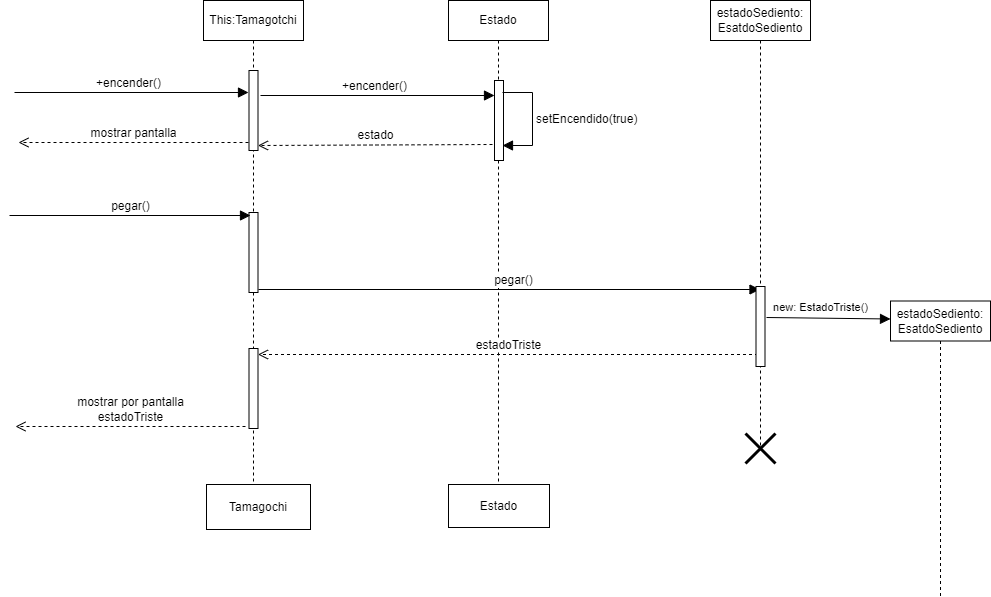 This:Tamagotchi
Estado
estadoSediento:
EsatdoSediento
+encender()
+encender()
setEncendido(true)
mostrar pantalla
estado
pegar()
pegar()
new: EstadoTriste()
estadoSediento:
EsatdoSediento
estadoTriste
mostrar por pantalla
estadoTriste
Tamagochi
Estado